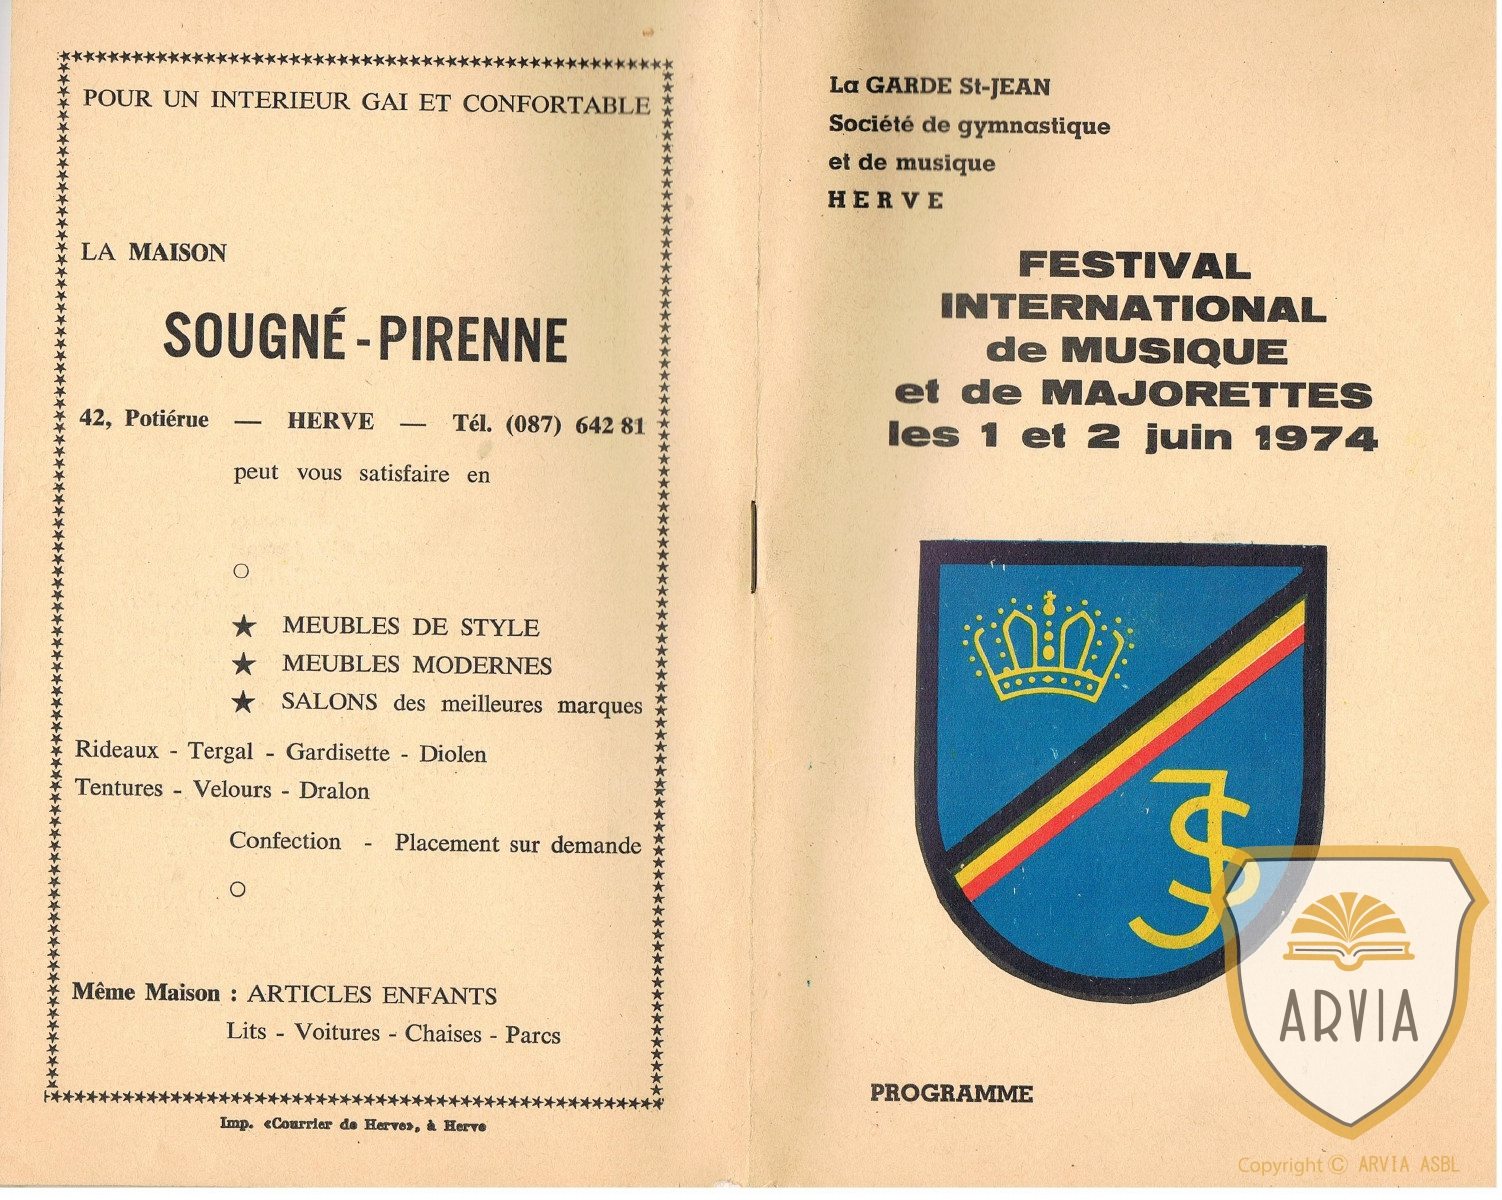 POUR UN INTERIEUR GAI ET CONFORTABLE
LA MAISON
SOUGNÉ - PIRENNE
42, Potiérue — HERVE — Tél. (087) 642 81
peut vous satisfaire en
★ MEUBLES DE STYLE
★ MEUBLES MODERNES
★ SALONS des meilleures marques
Rideaux - Tergal - Gardisette - Diolen
Tentures - Velours - Dralon
Confection - Placement sur demande
Même Maison : ARTICLES ENFANTS
Lits - Voitures - Chaises - Parcs
Imp. «Courrier de Herve», à Herve
La GARDE St-JEAN
Société de gymnastique
et de musique
HERVE
FESTIVAL
INTERNATIONAL
de MUSIQUE
et de MAJORETTES
les 1 et 2 juin 1974
JS
PROGRAMME
ARVIA
Copyright © ARVIA ASBL